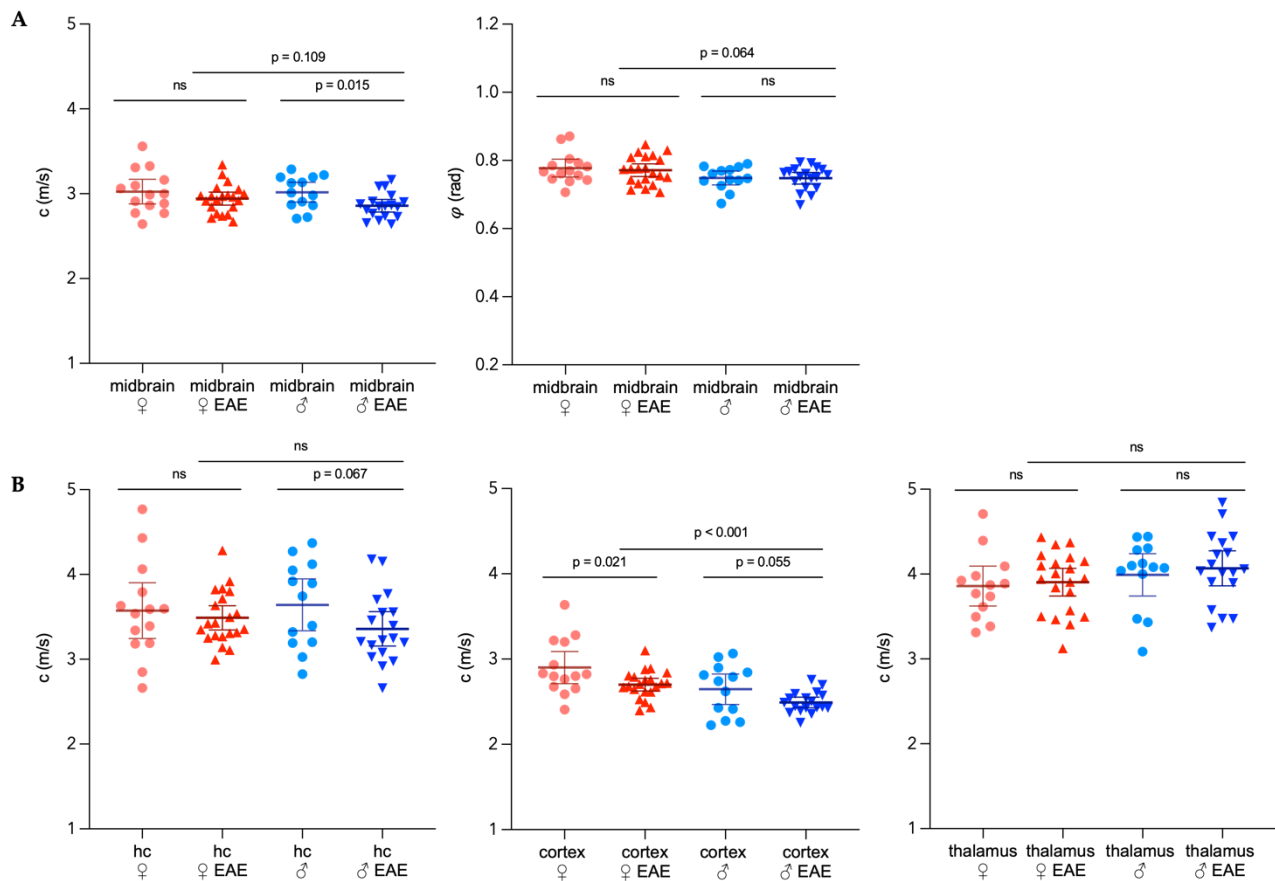 A
5
4
3
2
1
c (m/s)
p = 0.109
ns
p = 0.015
midbrain
♀
midbrain
♀ EAE
midbrain
♂
midbrain
♂ EAE
1.2
1.0
0.8
0.6
0.4
0.2
φ (rad)
p = 0.064
ns
ns
midbrain
♀
midbrain
♀ EAE
midbrain
♂
midbrain
♂ EAE
B
5
4
3
2
1
c (m/s)
ns
ns
p = 0.067
hc
♀
hc
♀ EAE
hc
♂
hc
♂ EAE
5
4
3
2
1
c (m/s)
p < 0.001
p = 0.021
p = 0.055
cortex
♀
cortex
♀ EAE
cortex
♂
cortex
♂ EAE
5
4
3
2
1
c (m/s)
ns
ns
ns
thalamus
♀
thalamus
♀ EAE
thalamus
♂
thalamus
♂ EAE